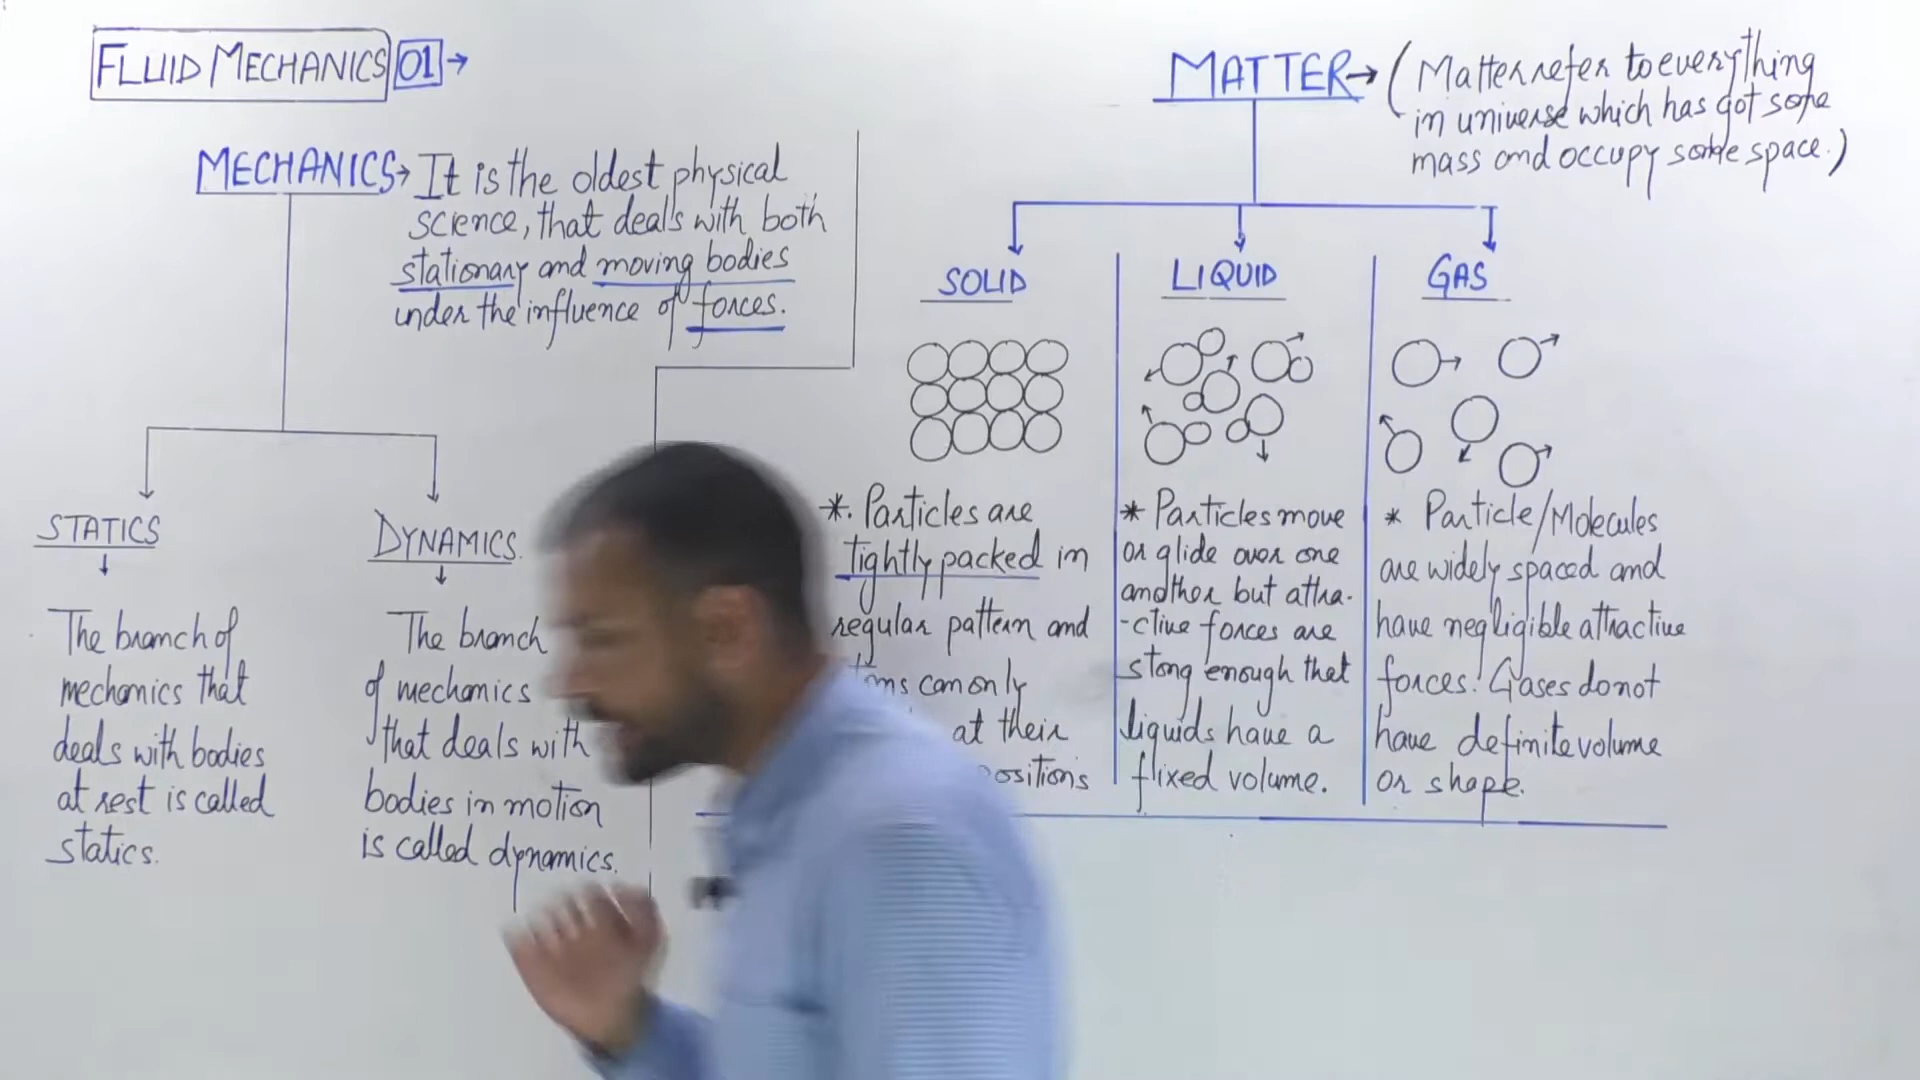 FLUID MECHANICS 01 →
MECHANICS → It is the oldest physical
science, that deals with both
stationary and moving bodies
under the influence of forces.
STATICS
The branch of
mechanics that
deals with bodies
at rest is called
statics.
DYNAMICS
The branch
of mechanics
that deals with
bodies in motion
is called dynamics.
MATTER → (Matter refer to everything
in universe which has got some
mass and occupy some space.)
SOLID
*. Particles are
tightly packed in
regular pattern and
can only
at their
LIQUID
* Particles move
or glide over one
another but attra-
-ctive forces are
stong enough that
liquids have a
flixed volume.
GAS
* Particle/Molecules
are widely spaced and
have negligible attractive
forces. Gases do not
have definite volume
or shape.